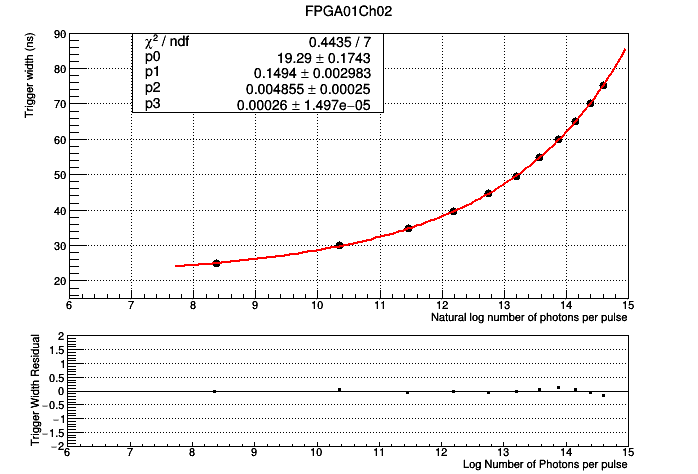 FPGA01Ch02
χ² / ndf 0.4435 / 7
p0 19.29 ± 0.1743
p1 0.1494 ± 0.002983
p2 0.004855 ± 0.00025
p3 0.00026 ± 1.497e−05
Trigger width (ns)
90
80
70
60
50
40
30
20
6 7 8 9 10 11 12 13 14 15
Natural log number of photons per pulse
Trigger Width Residual
2
1.5
1
0.5
0
−0.5
−1
−1.5
−2
6 7 8 9 10 11 12 13 14 15
Log Number of Photons per pulse